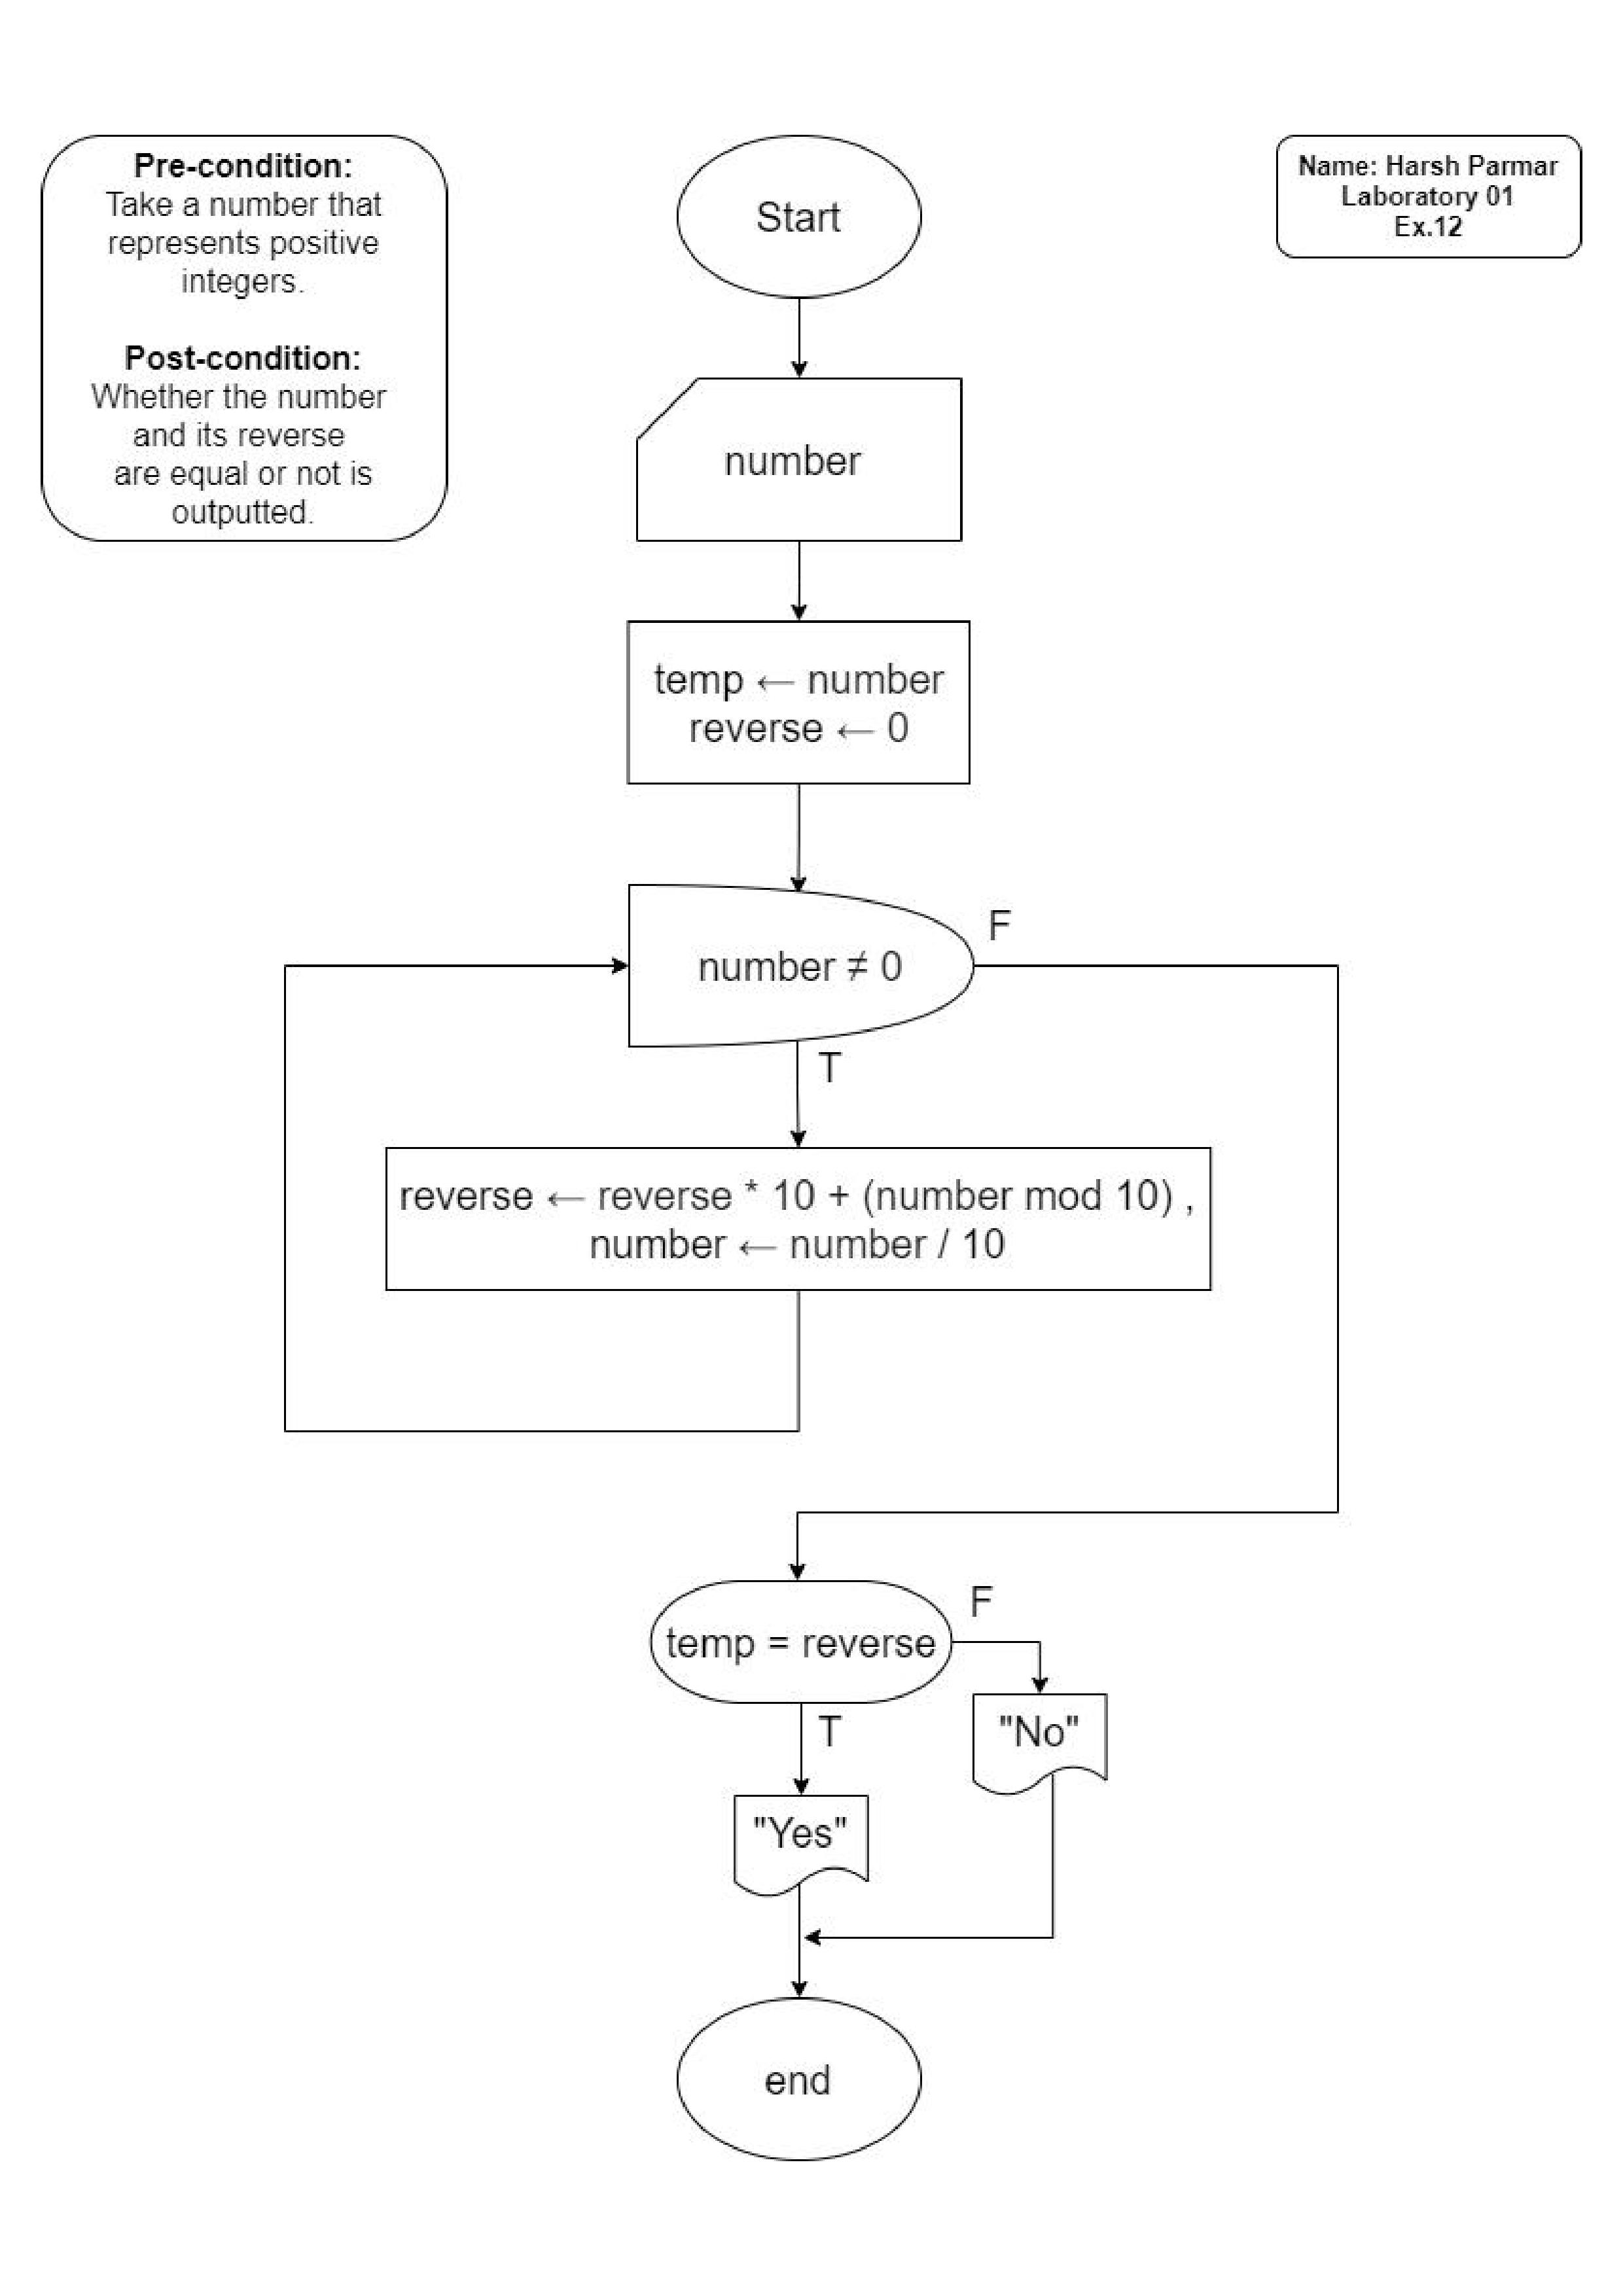 Pre-condition:
Take a number that
represents positive
integers.
Post-condition:
Whether the number
and its reverse
are equal or not is
outputted.
Name: Harsh Parmar
Laboratory 01
Ex.12
Start
number
temp ← number
reverse ← 0
number ≠ 0
F
T
reverse ← reverse * 10 + (number mod 10) ,
number ← number / 10
temp = reverse
F
T
"No"
"Yes"
end